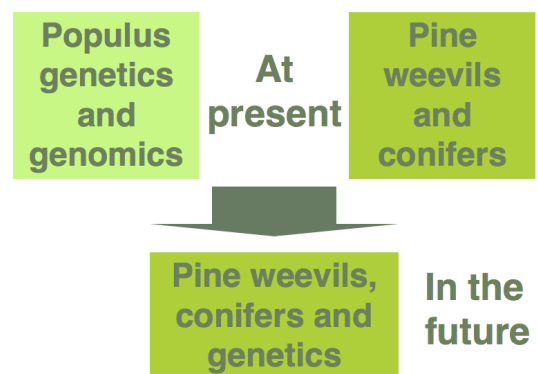 Populus
genetics
and
genomics
At
present
Pine
weevils
and
conifers
Pine weevils,
conifers and
genetics
In the
future